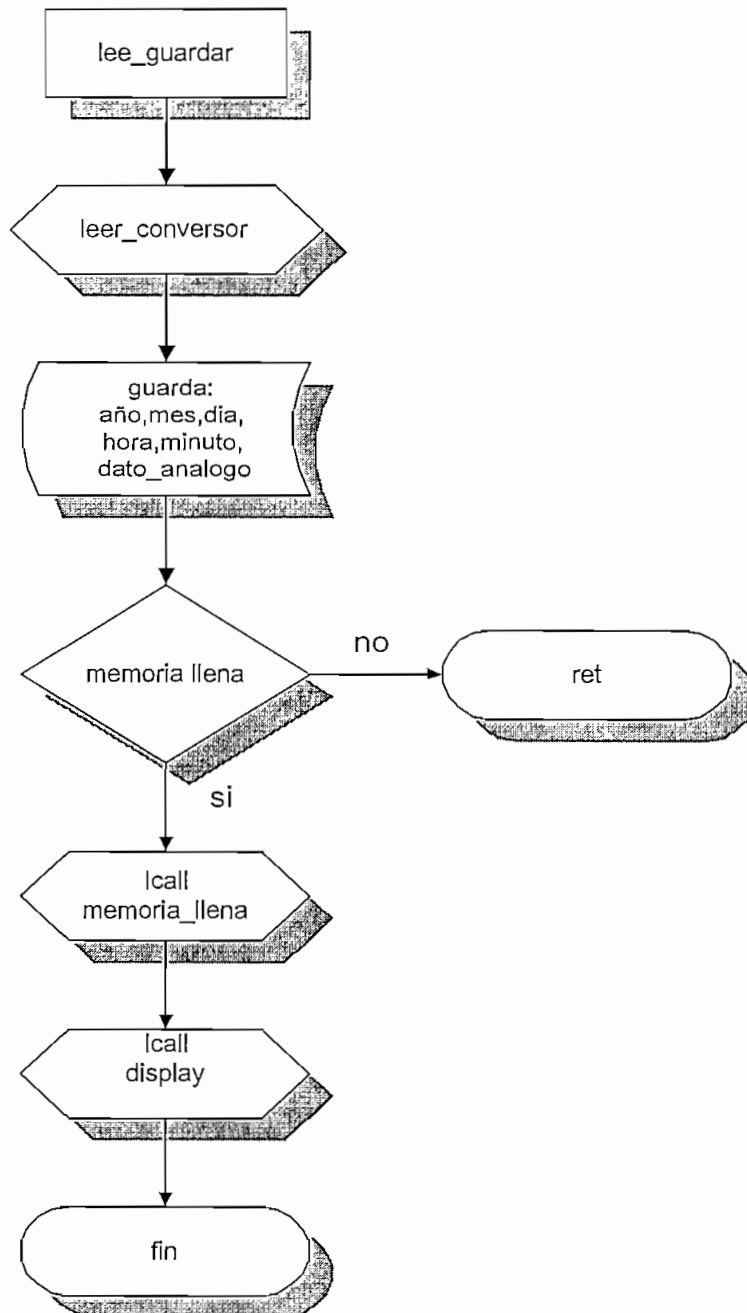 lee_guardar
leer_conversor
guarda:
año,mes,dia,
hora,minuto,
dato_analogo
memoria llena
no
ret
si
lcall
memoria_llena
lcall
display
fin